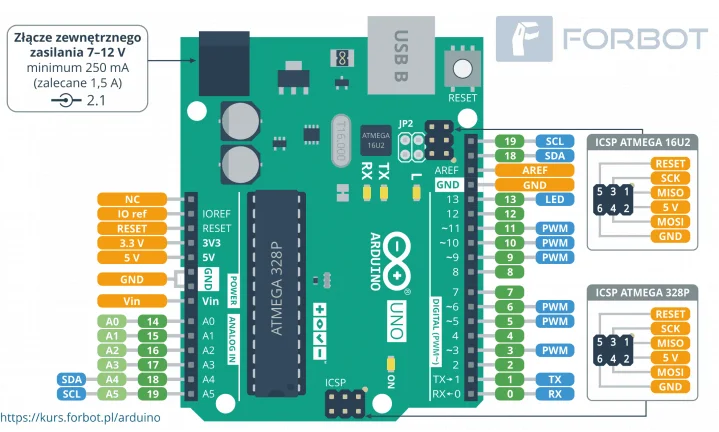 Złącze zewnętrznego
zasilania 7–12 V
minimum 250 mA
(zalecane 1,5 A)
2.1
USB B
RESET
FORBOT
T16.000
ATMEGA
16U2
JP2
RX
TX
L
AREF
GND
13
12
~11
~10
~9
8
7
~6
~5
4
~3
2
TX→1
RX←0
DIGITAL (PWM~)
19 SCL
18 SDA
AREF
GND
13 LED
12
11 PWM
10 PWM
9 PWM
8
7
6 PWM
5 PWM
4
3 PWM
2
1 TX
0 RX
NC
IO ref
RESET
3.3 V
5 V
GND
Vin
IOREF
RESET
3V3
5V
GND
Vin
POWER
A0 14
A1 15
A2 16
A3 17
SDA A4 18
SCL A5 19
A0
A1
A2
A3
A4
A5
ANALOG IN
ATMEGA 328P
ARDUINO
®
UNO
ON
ICSP
ICSP ATMEGA 16U2
RESET
SCK
MISO
5 V
MOSI
GND
5 3 1
6 4 2
ICSP ATMEGA 328P
RESET
SCK
MISO
5 V
MOSI
GND
5 3 1
6 4 2
https://kurs.forbot.pl/arduino